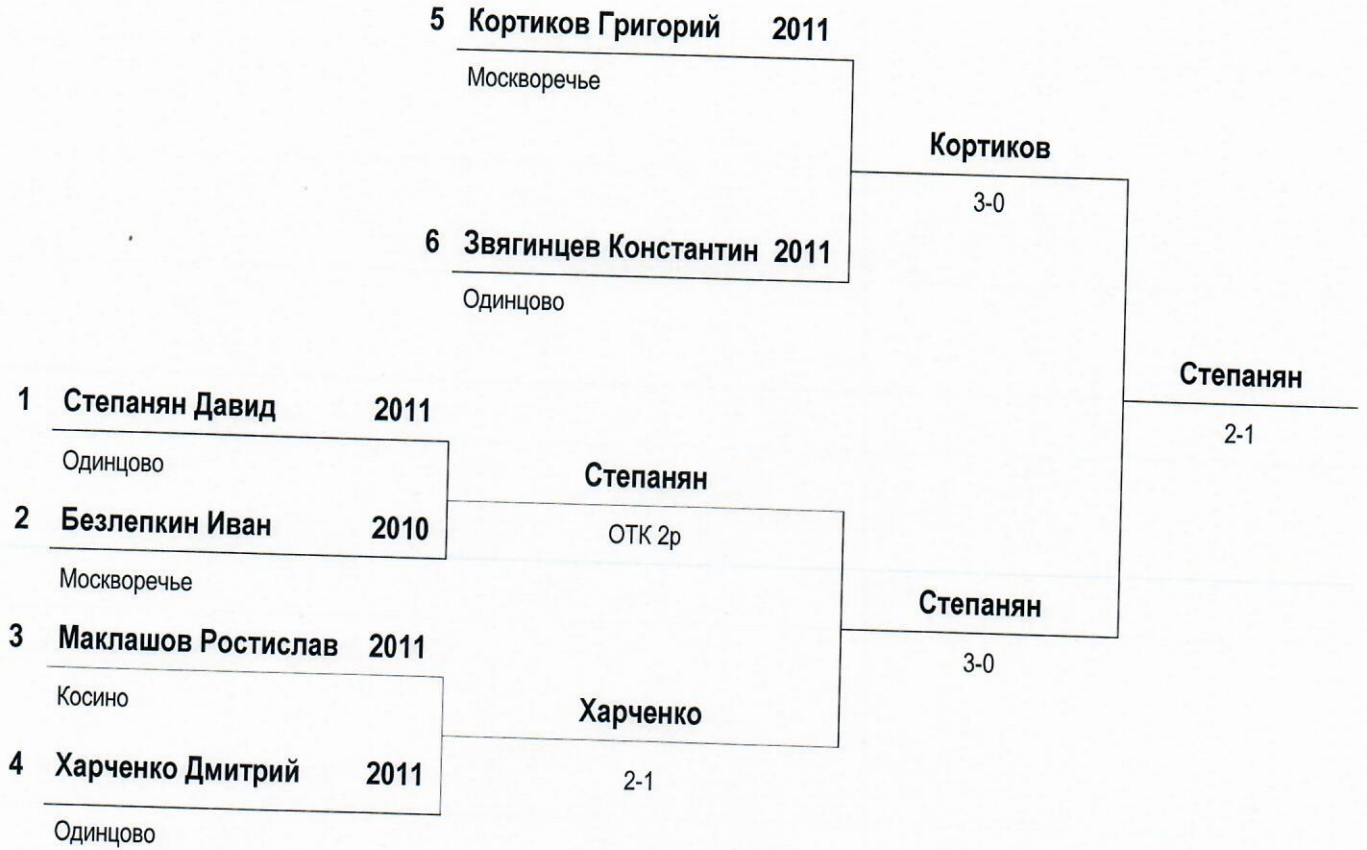 5 Кортиков Григорий 2011
Москворечье
Кортиков
3-0
6 Звягинцев Константин 2011
Одинцово
Степанян
2-1
1 Степанян Давид 2011
Одинцово
Степанян
ОТК 2р
2 Безлепкин Иван 2010
Москворечье
Степанян
3-0
3 Маклашов Ростислав 2011
Косино
Харченко
2-1
4 Харченко Дмитрий 2011
Одинцово